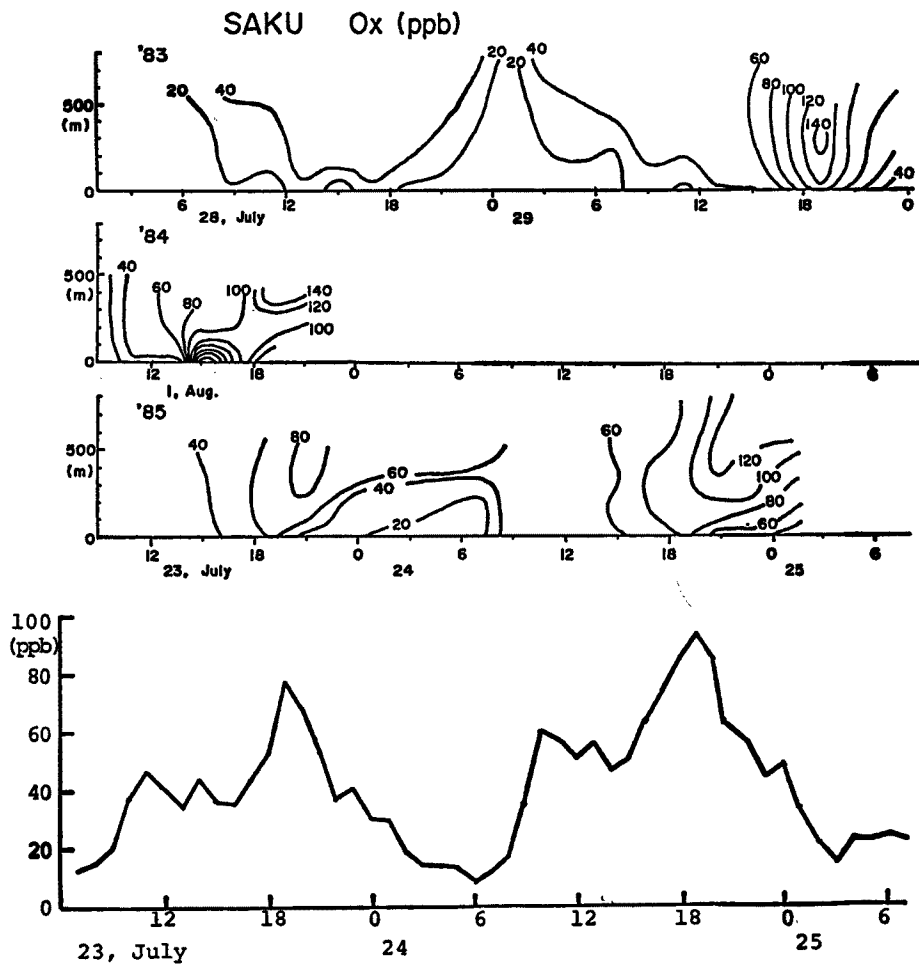 SAKU Ox (ppb)
'83
20 40 20 20 40 60 80 100 120 140 40
500
(m)
0
6 12 18 0 6 12 18 0
28, July 29
'84
40 60 80 100 140 120 100
500
(m)
0
12 18 0 6 12 18 0 6
1, Aug.
'85
40 80 60 40 20 60 120 100 80 60
500
(m)
0
12 18 0 6 12 18 0 6
23, July 24 25
100
(ppb)
80
60
40
20
0
12 18 0 6 12 18 0 6
23, July 24 25